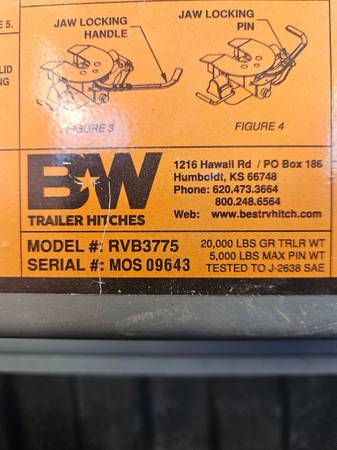 E 5.
JAW LOCKING
HANDLE
JAW LOCKING
PIN
LID
NG
FIGURE 3
FIGURE 4
B&W
TRAILER HITCHES
1216 Hawaii Rd / PO Box 186
Humboldt, KS 66748
Phone: 620.473.3664
800.248.6564
Web: www.bestrvhitch.com
MODEL #: RVB3775
SERIAL #: MOS 09643
20,000 LBS GR TRLR WT
5,000 LBS MAX PIN WT
TESTED TO J-2638 SAE